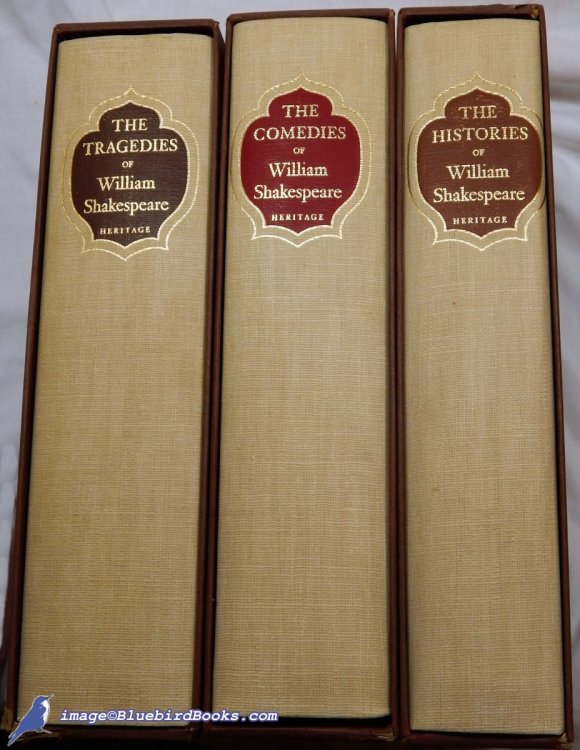 THE
TRAGEDIES
OF
William
Shakespeare
HERITAGE
THE
COMEDIES
OF
William
Shakespeare
HERITAGE
THE
HISTORIES
OF
William
Shakespeare
HERITAGE
image©BluebirdBooks.com